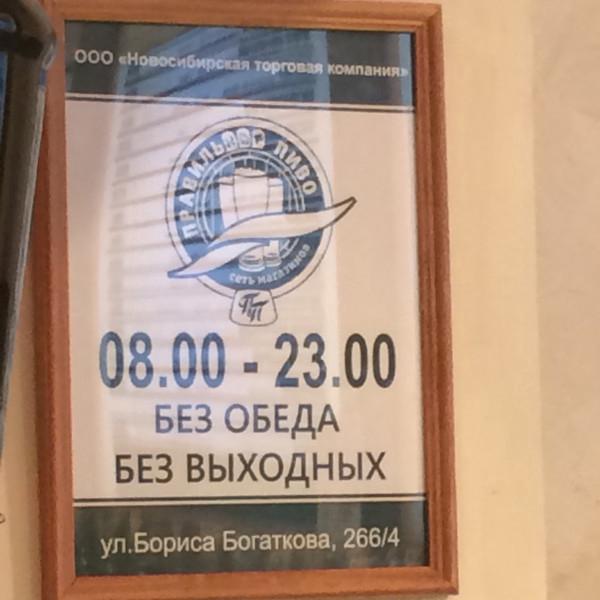 ООО «Новосибирская торговая компания»
ПРАВИЛЬНОЕ ПИВО
сеть магазинов
08.00 - 23.00
БЕЗ ОБЕДА
БЕЗ ВЫХОДНЫХ
ул.Бориса Богаткова, 266/4